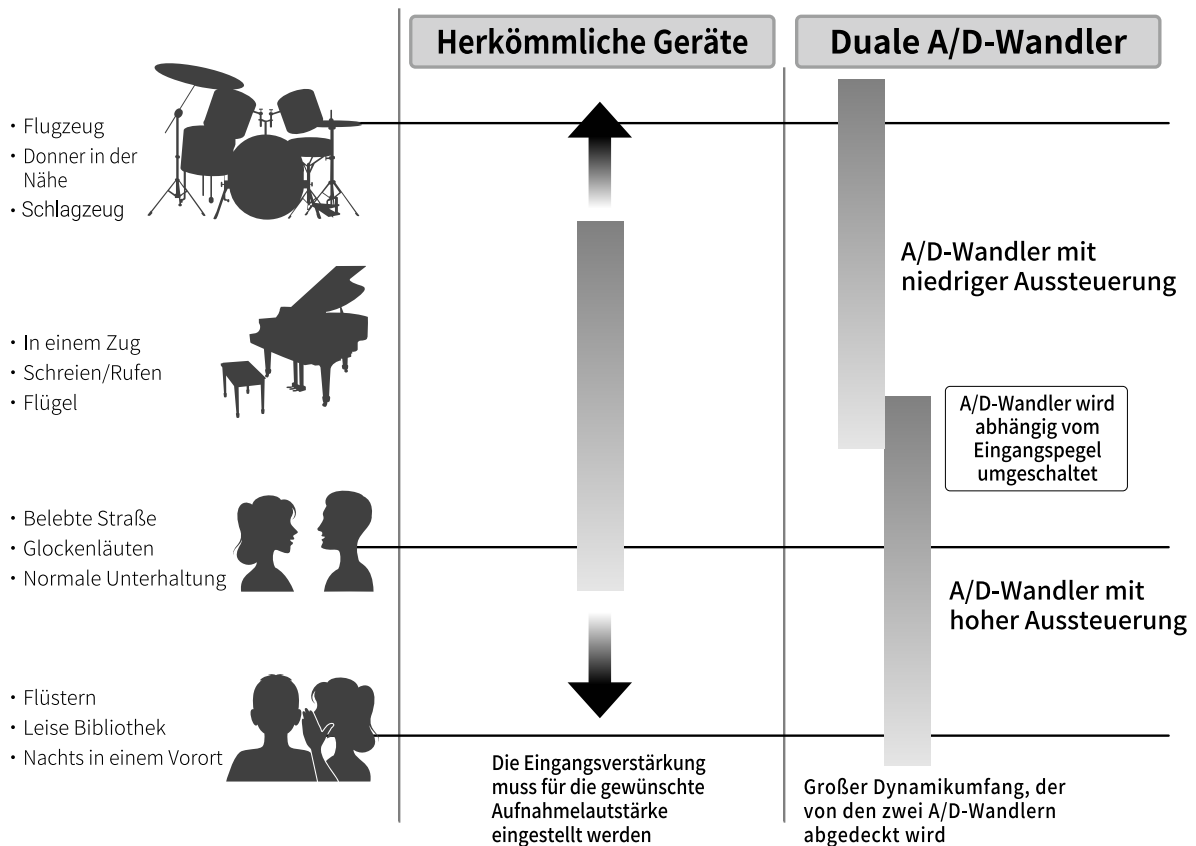 Herkömmliche Geräte
Duale A/D-Wandler
• Flugzeug
• Donner in der
Nähe
• Schlagzeug
A/D-Wandler mit
niedriger Aussteuerung
• In einem Zug
• Schreien/Rufen
• Flügel
A/D-Wandler wird
abhängig vom
Eingangspegel
umgeschaltet
• Belebte Straße
• Glockenläuten
• Normale Unterhaltung
A/D-Wandler mit
hoher Aussteuerung
• Flüstern
• Leise Bibliothek
• Nachts in einem Vorort
Die Eingangsverstärkung
muss für die gewünschte
Aufnahmelautstärke
eingestellt werden
Großer Dynamikumfang, der
von den zwei A/D-Wandlern
abgedeckt wird